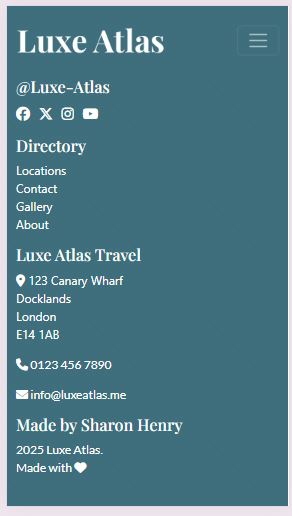 Luxe Atlas
@Luxe-Atlas
Directory
Locations
Contact
Gallery
About
Luxe Atlas Travel
123 Canary Wharf
Docklands
London
E14 1AB
0123 456 7890
info@luxeatlas.me
Made by Sharon Henry
2025 Luxe Atlas.
Made with